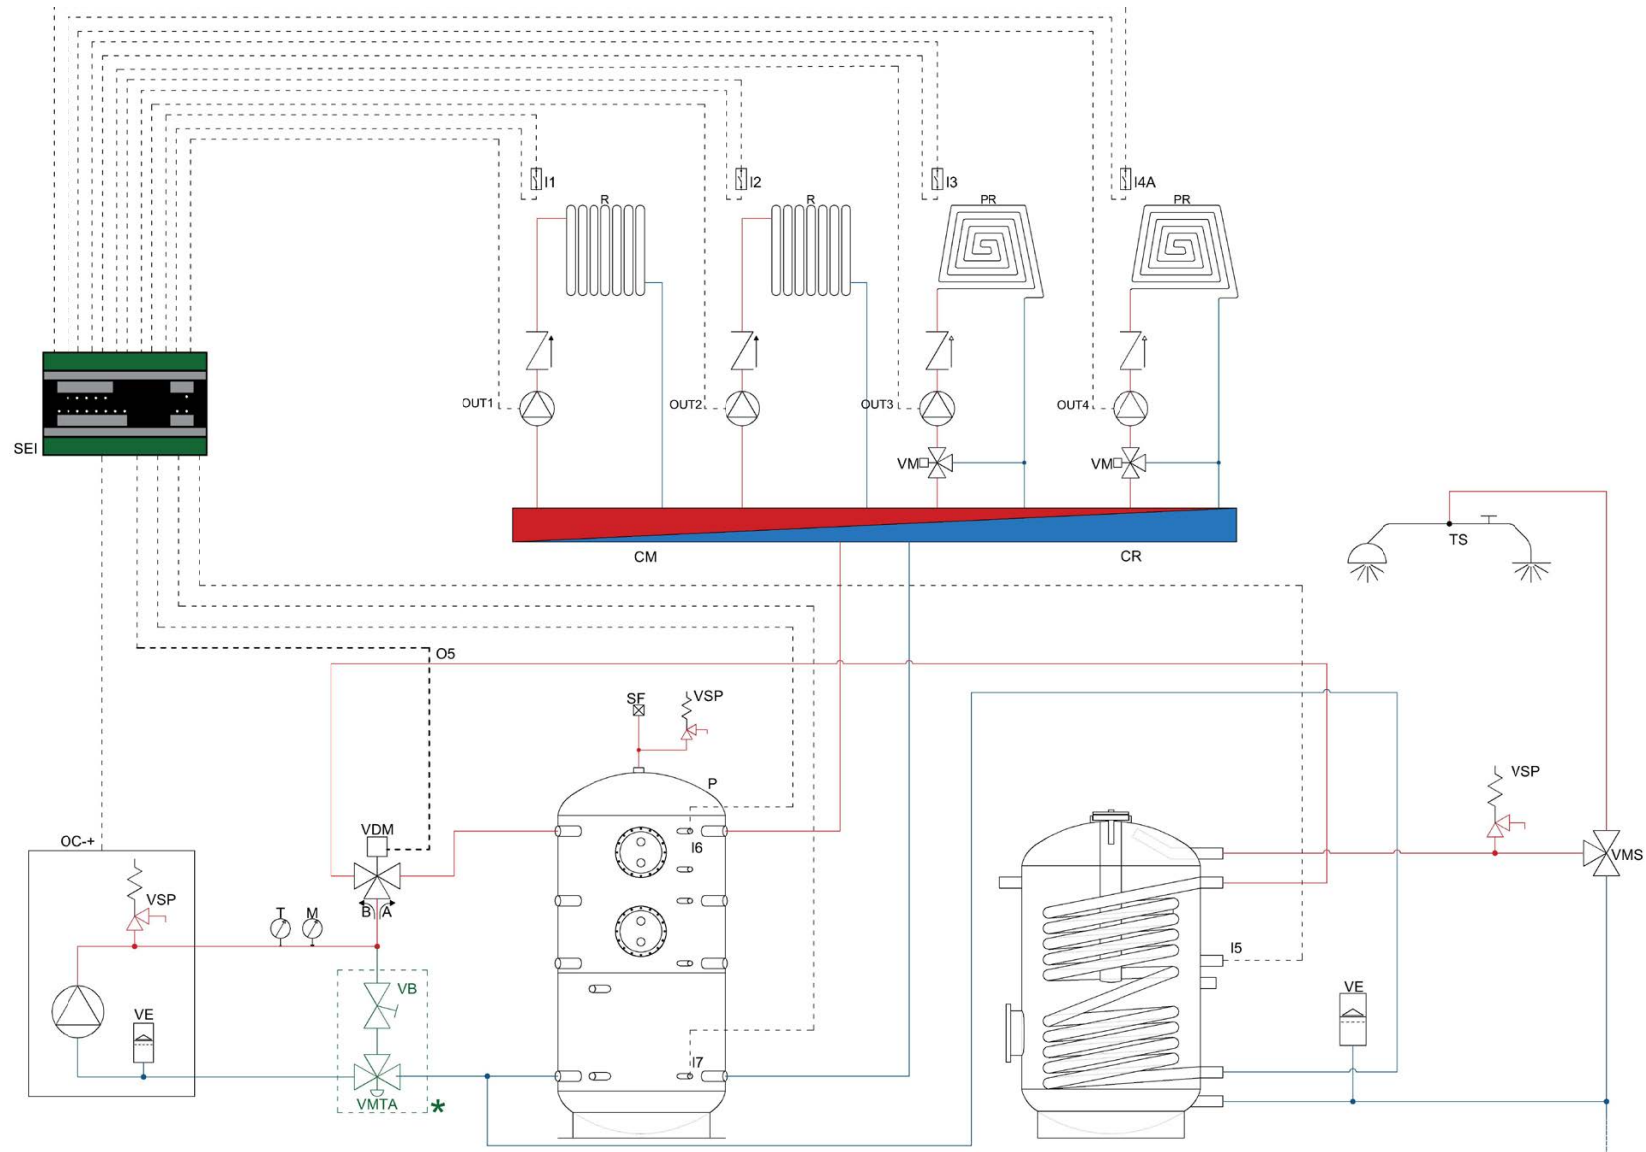 I1
I2
I3
I4A
R
R
PR
PR
OUT1
OUT2
OUT3
OUT4
SEI
VM
VM
CM
CR
TS
O5
SF
VSP
P
VSP
OC-+
VDM
I6
VMS
VSP
B
A
T
M
I5
VB
VE
VE
I7
VMTA
*